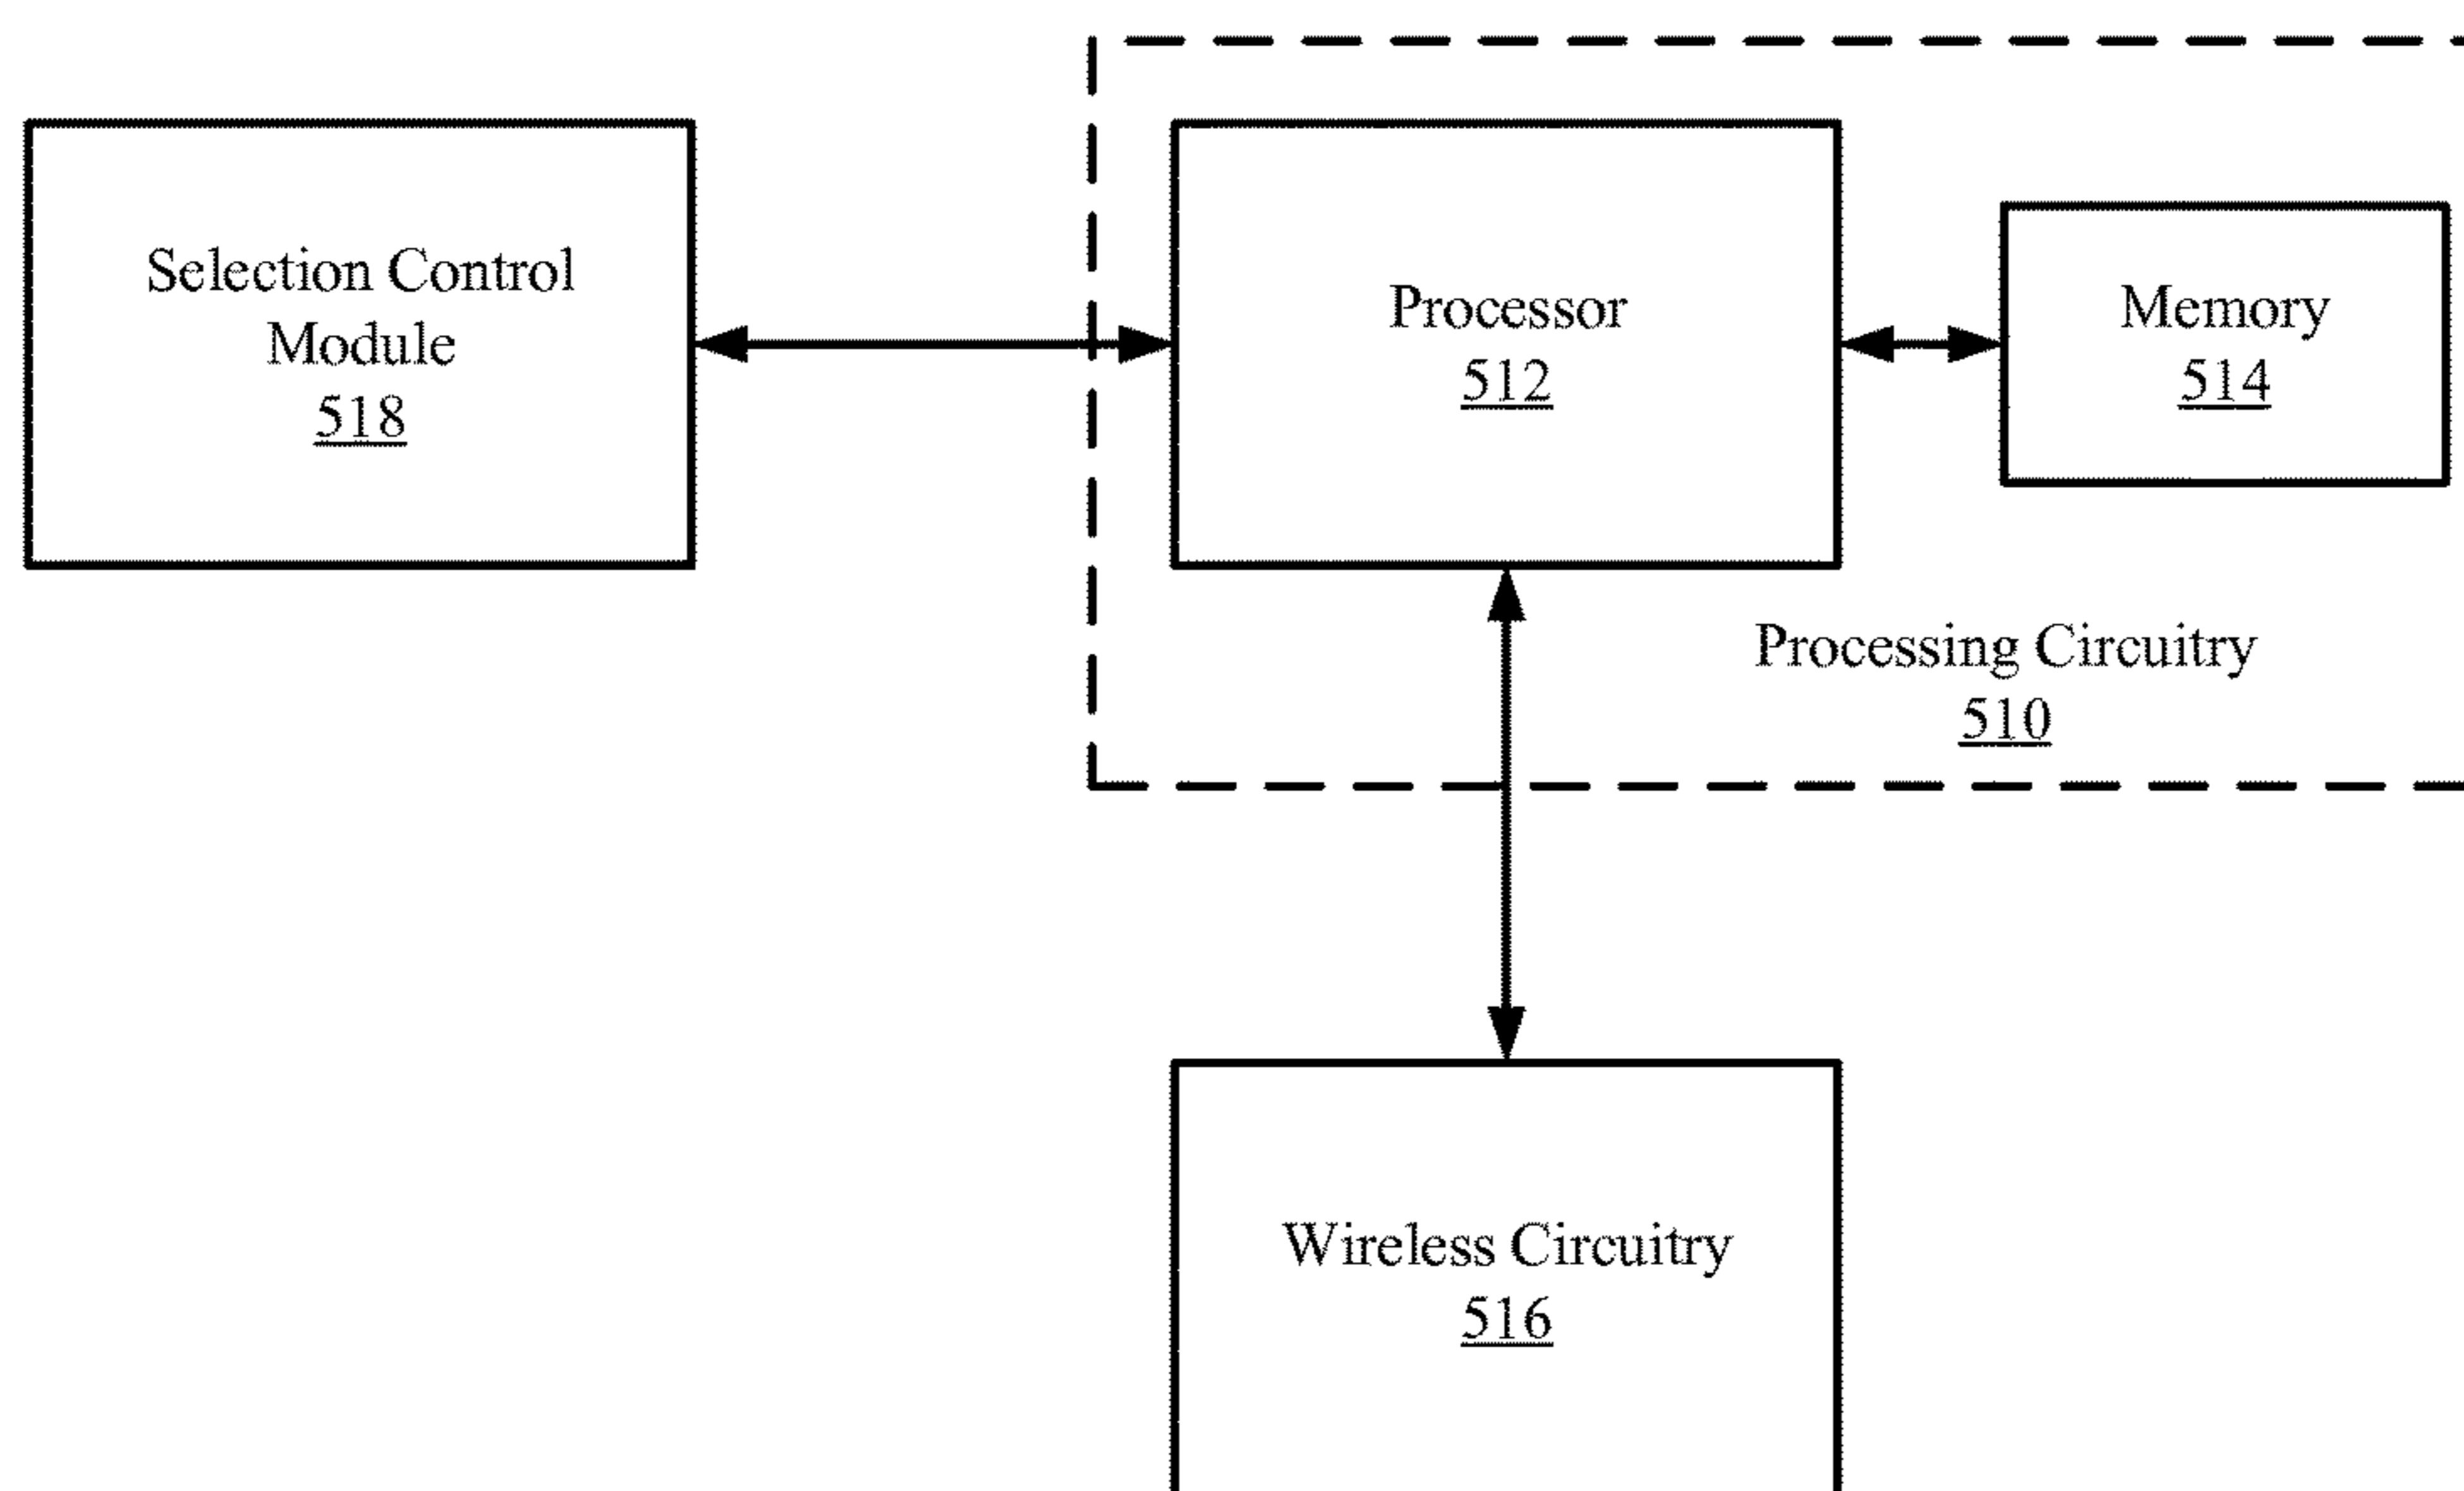 Selection Control
Module
518
Processor
512
Memory
514
Processing Circuitry
510
Wireless Circuitry
516